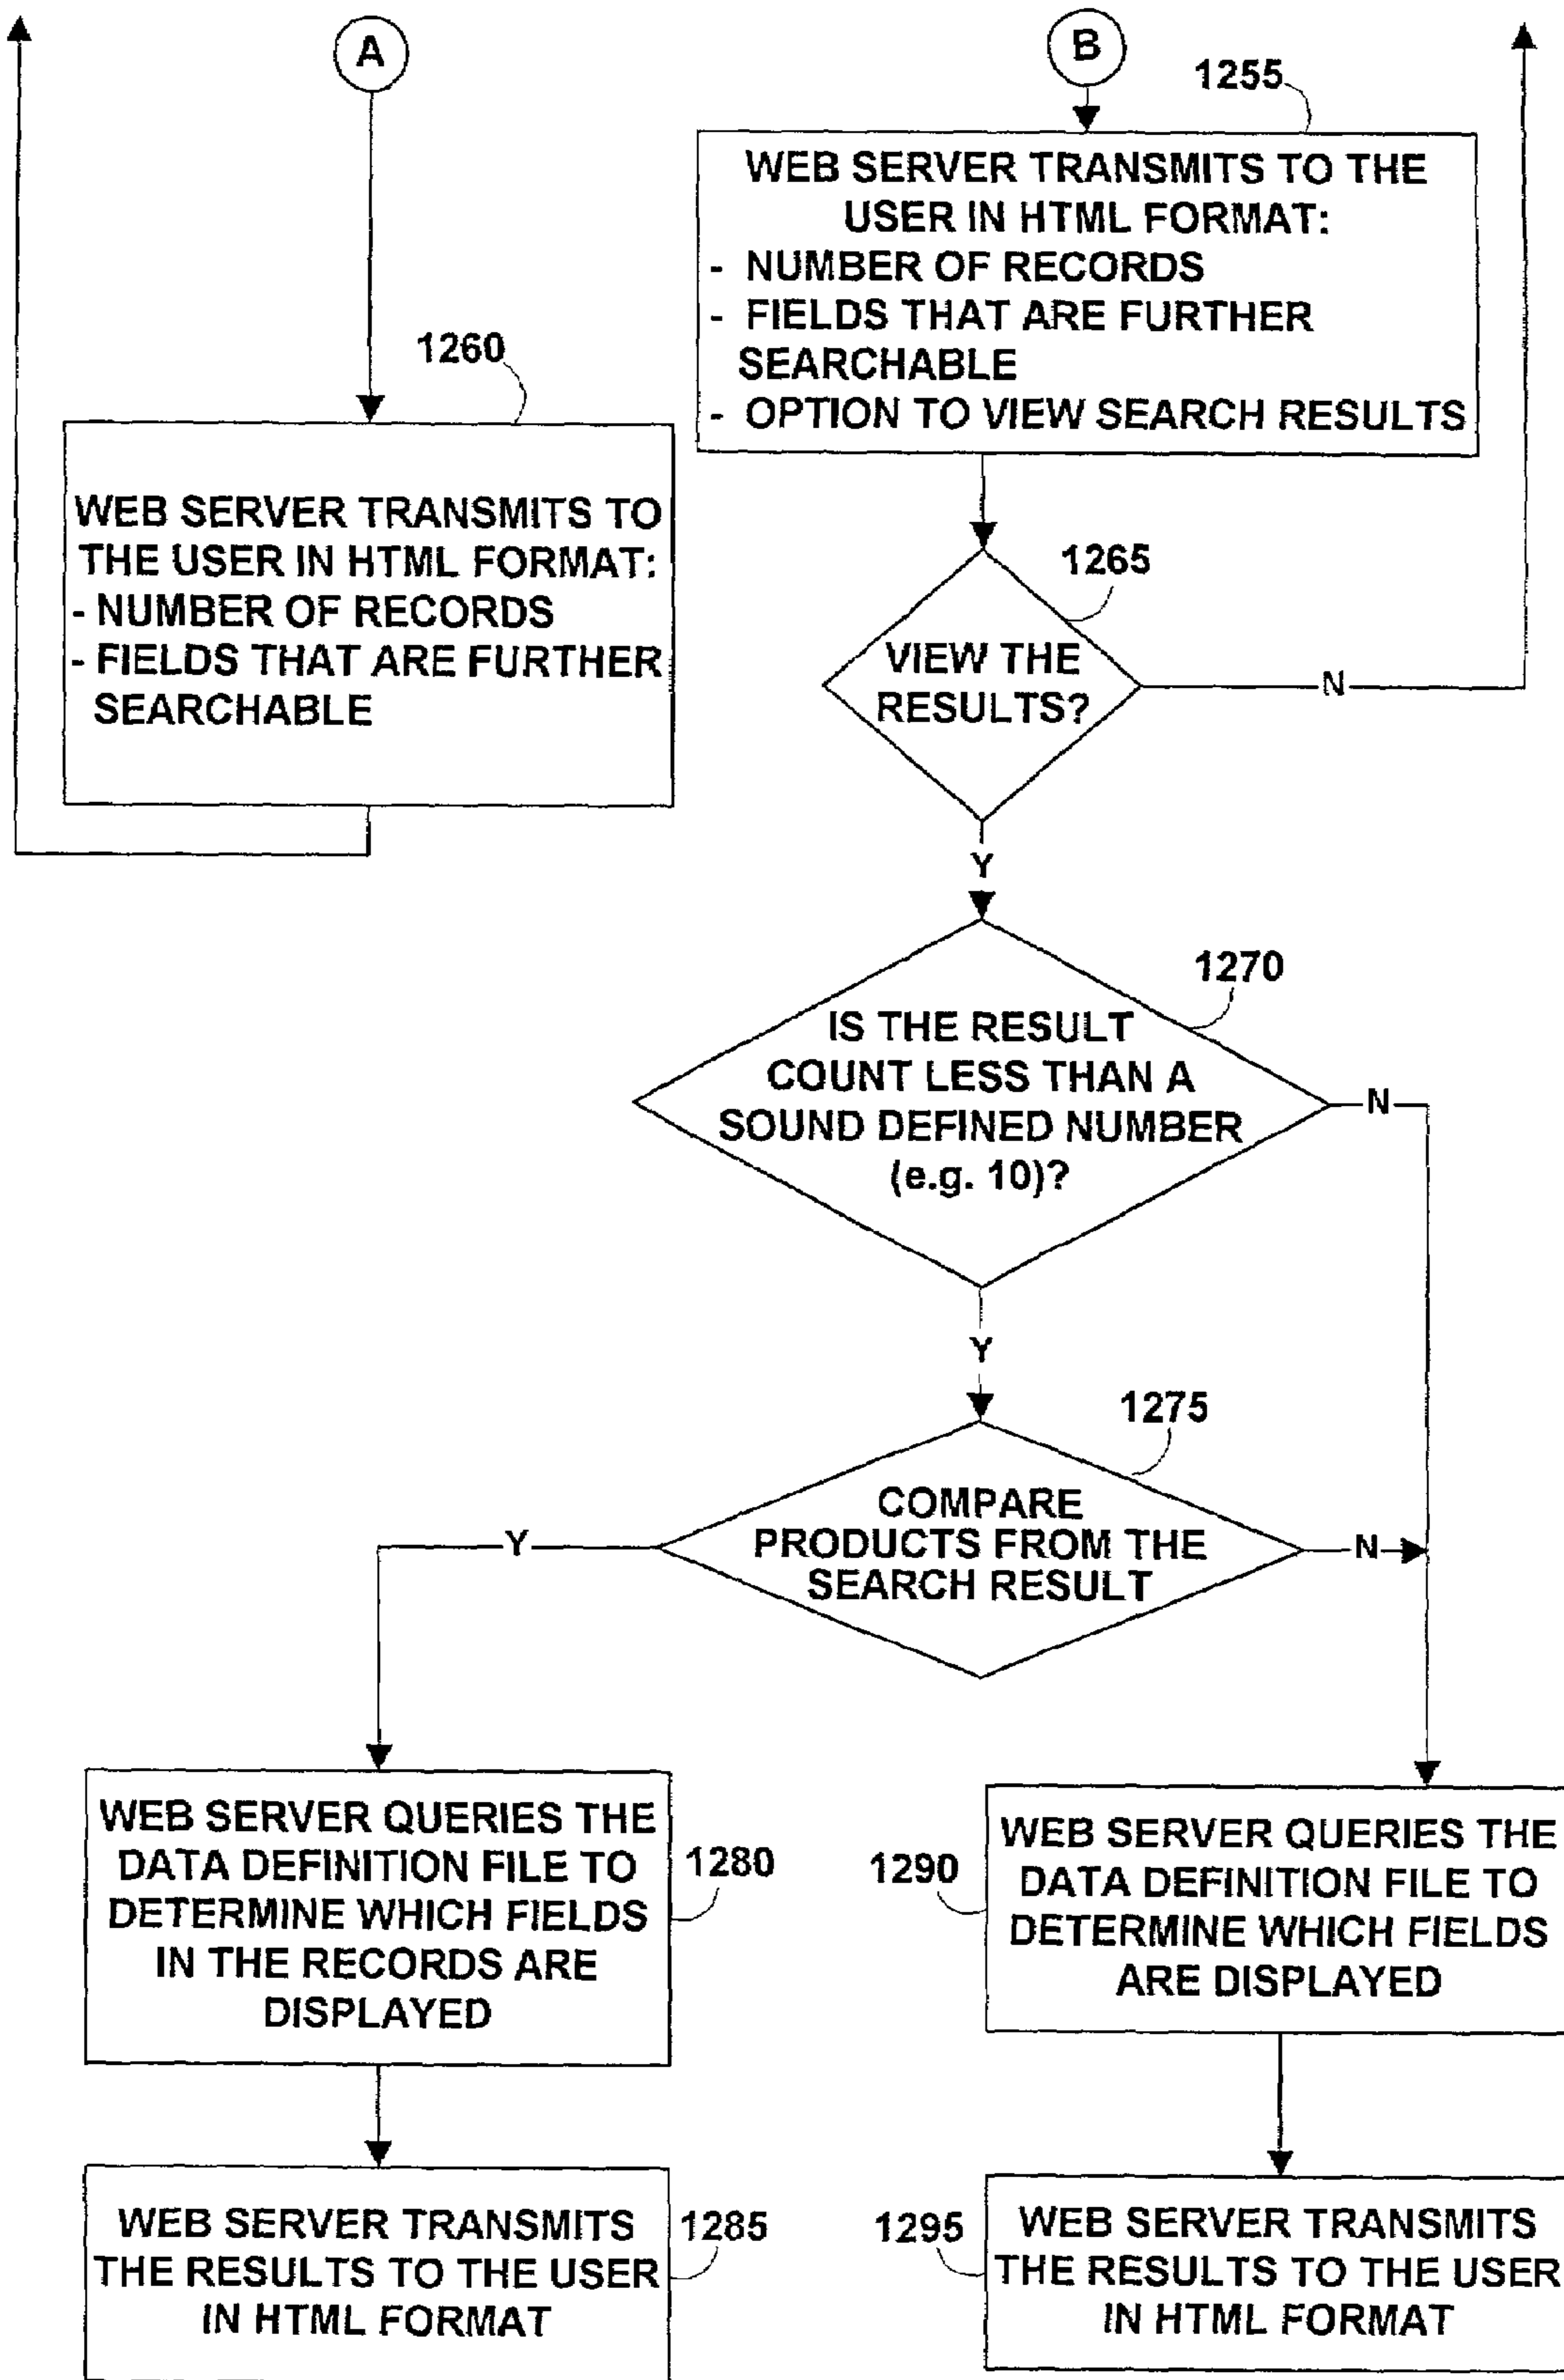 A
B
1255
WEB SERVER TRANSMITS TO THE
USER IN HTML FORMAT:
- NUMBER OF RECORDS
- FIELDS THAT ARE FURTHER
SEARCHABLE
- OPTION TO VIEW SEARCH RESULTS
1260
WEB SERVER TRANSMITS TO
THE USER IN HTML FORMAT:
- NUMBER OF RECORDS
- FIELDS THAT ARE FURTHER
SEARCHABLE
1265
VIEW THE
RESULTS?
N
Y
1270
IS THE RESULT
COUNT LESS THAN A
SOUND DEFINED NUMBER
(e.g. 10)?
N
Y
1275
COMPARE
PRODUCTS FROM THE
SEARCH RESULT
Y
N
WEB SERVER QUERIES THE
DATA DEFINITION FILE TO
DETERMINE WHICH FIELDS
IN THE RECORDS ARE
DISPLAYED
1280
1290
WEB SERVER QUERIES THE
DATA DEFINITION FILE TO
DETERMINE WHICH FIELDS
ARE DISPLAYED
WEB SERVER TRANSMITS
THE RESULTS TO THE USER
IN HTML FORMAT
1285
1295
WEB SERVER TRANSMITS
THE RESULTS TO THE USER
IN HTML FORMAT